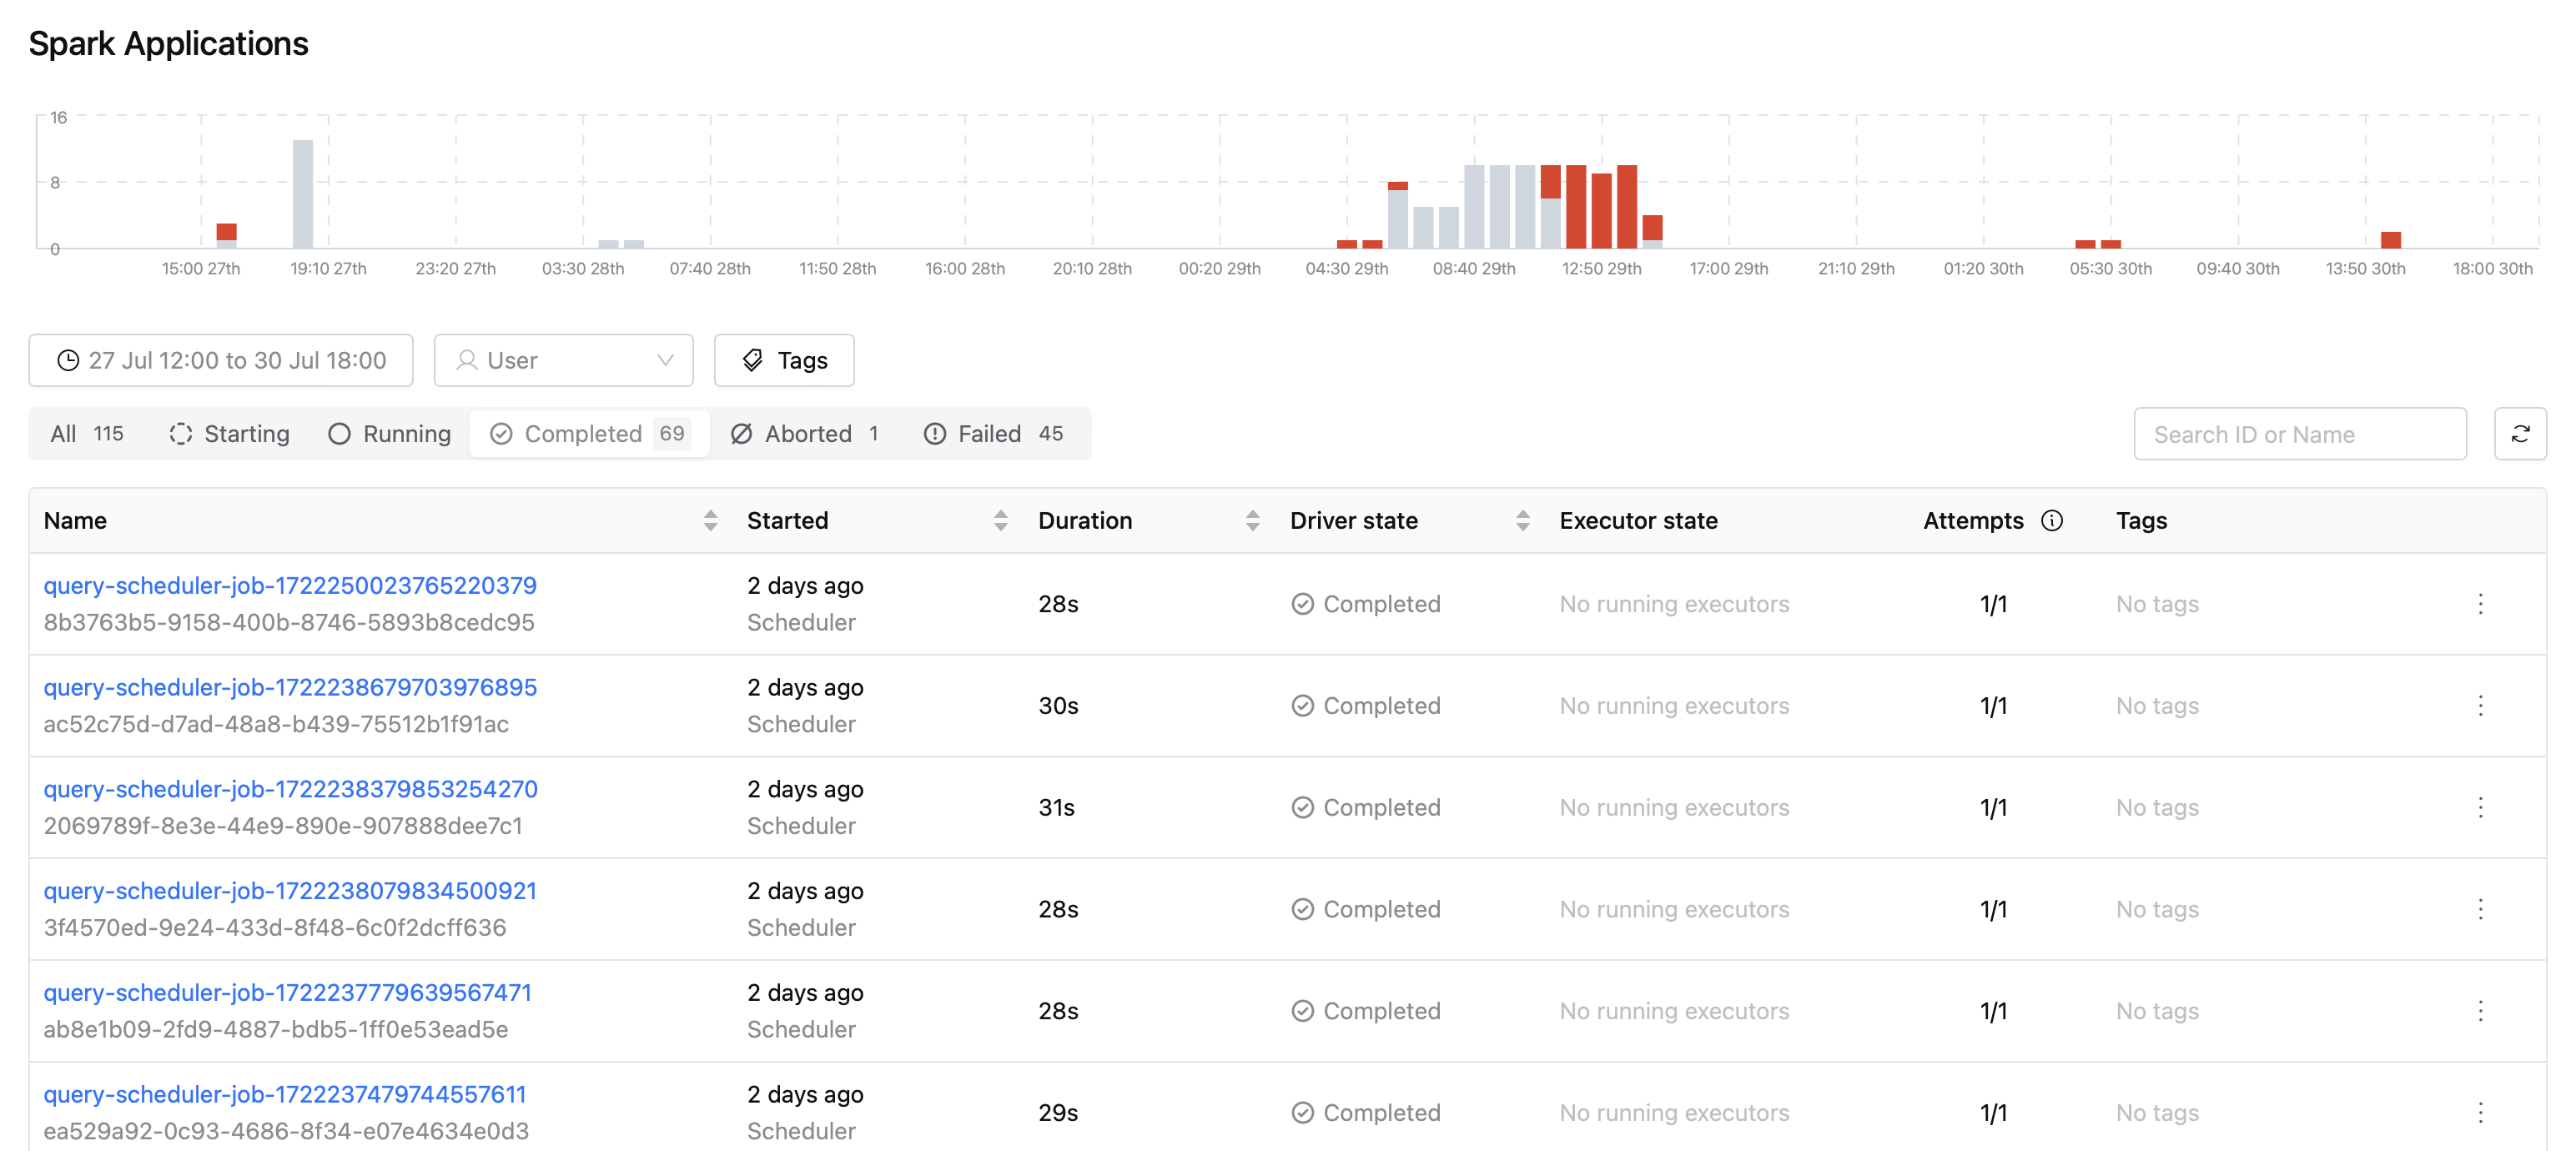 Spark Applications
16
8
0
15:00 27th 19:10 27th 23:20 27th 03:30 28th 07:40 28th 11:50 28th 16:00 28th 20:10 28th 00:20 29th 04:30 29th 08:40 29th 12:50 29th 17:00 29th 21:10 29th 01:20 30th 05:30 30th 09:40 30th 13:50 30th 18:00 30th
27 Jul 12:00 to 30 Jul 18:00 User Tags
All 115 Starting Running Completed 69 Aborted 1 Failed 45 Search ID or Name
Name Started Duration Driver state Executor state Attempts Tags
query-scheduler-job-1722250023765220379 2 days ago
28s Completed No running executors 1/1 No tags
8b3763b5-9158-400b-8746-5893b8cedc95 Scheduler
query-scheduler-job-1722238679703976895 2 days ago
30s Completed No running executors 1/1 No tags
ac52c75d-d7ad-48a8-b439-75512b1f91ac Scheduler
query-scheduler-job-1722238379853254270 2 days ago
31s Completed No running executors 1/1 No tags
2069789f-8e3e-44e9-890e-907888dee7c1 Scheduler
query-scheduler-job-1722238079834500921 2 days ago
28s Completed No running executors 1/1 No tags
3f4570ed-9e24-433d-8f48-6c0f2dcff636 Scheduler
query-scheduler-job-1722237779639567471 2 days ago
28s Completed No running executors 1/1 No tags
ab8e1b09-2fd9-4887-bdb5-1ff0e53ead5e Scheduler
query-scheduler-job-1722237479744557611 2 days ago
29s Completed No running executors 1/1 No tags
ea529a92-0c93-4686-8f34-e07e4634e0d3 Scheduler